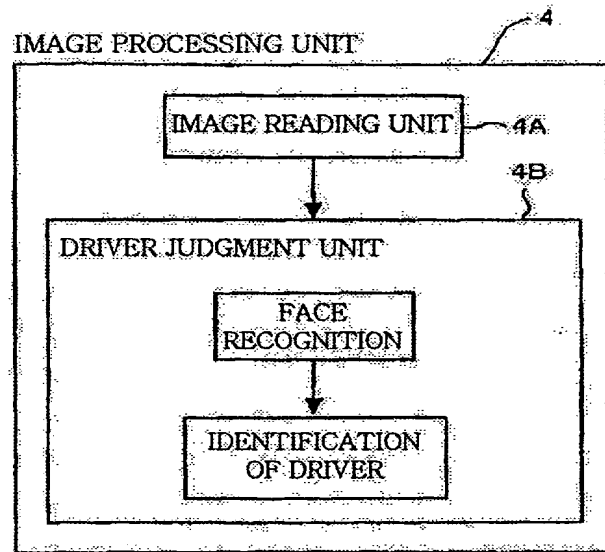 4
IMAGE PROCESSING UNIT
IMAGE READING UNIT
4A
4B
DRIVER JUDGMENT UNIT
FACE
RECOGNITION
IDENTIFICATION
OF DRIVER